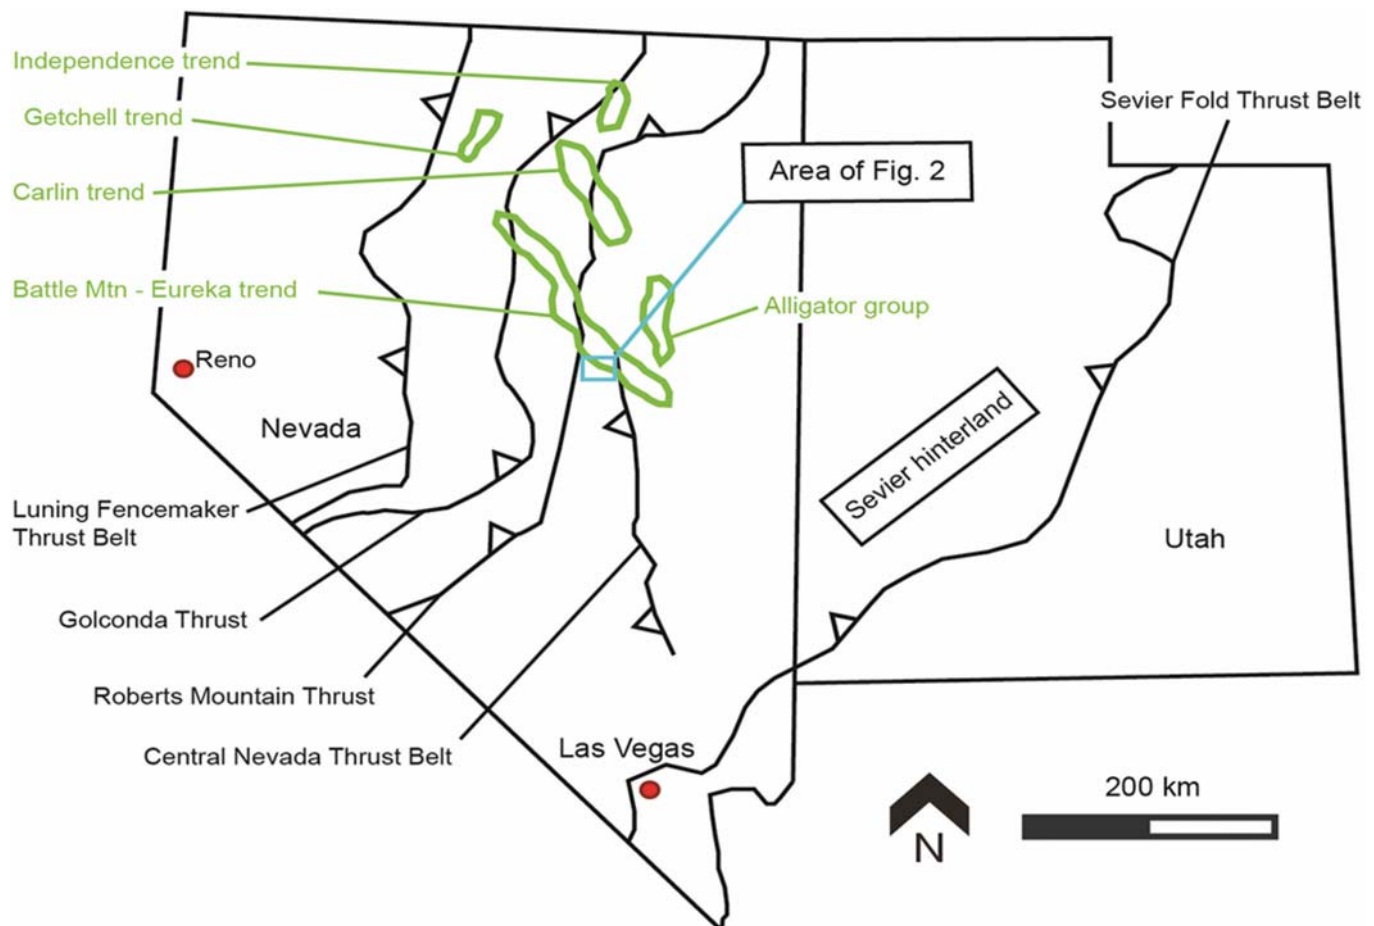 Independence trend
Sevier Fold Thrust Belt
Getchell trend
Area of Fig. 2
Carlin trend
Battle Mtn - Eureka trend
Alligator group
Reno
Nevada
Sevier hinterland
Luning Fencemaker
Thrust Belt
Utah
Golconda Thrust
Roberts Mountain Thrust
Central Nevada Thrust Belt
Las Vegas
200 km
N